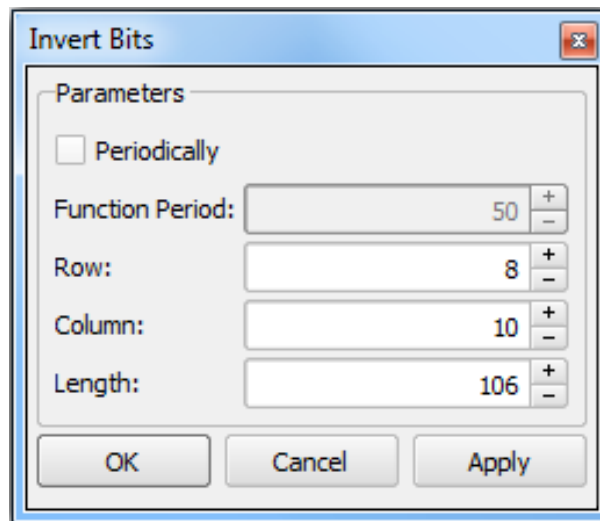 Invert Bits
Parameters
Periodically
Function Period: 50
Row: 8
Column: 10
Length: 106
OK Cancel Apply